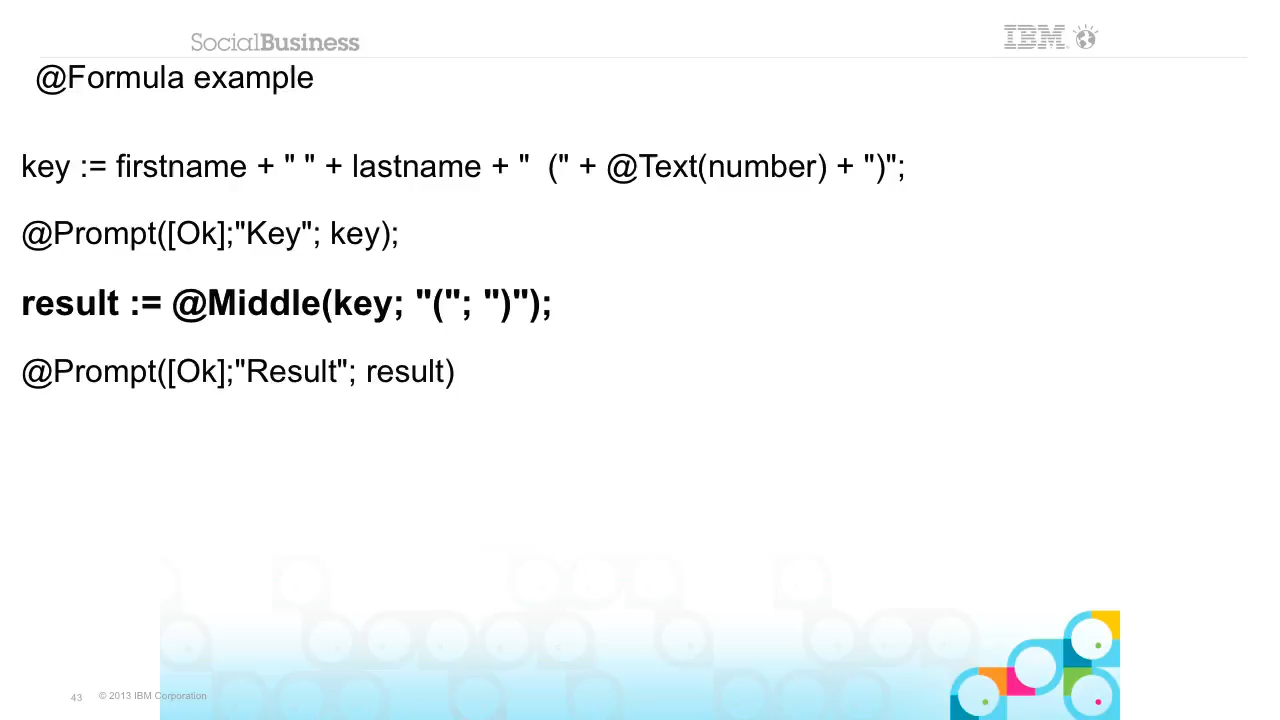 SocialBusiness
IBM
@Formula example
key := firstname + " " + lastname + "  (" + @Text(number) + ")";
@Prompt([Ok];"Key"; key);
result := @Middle(key; "("; ")");
@Prompt([Ok];"Result"; result)
43
© 2013 IBM Corporation